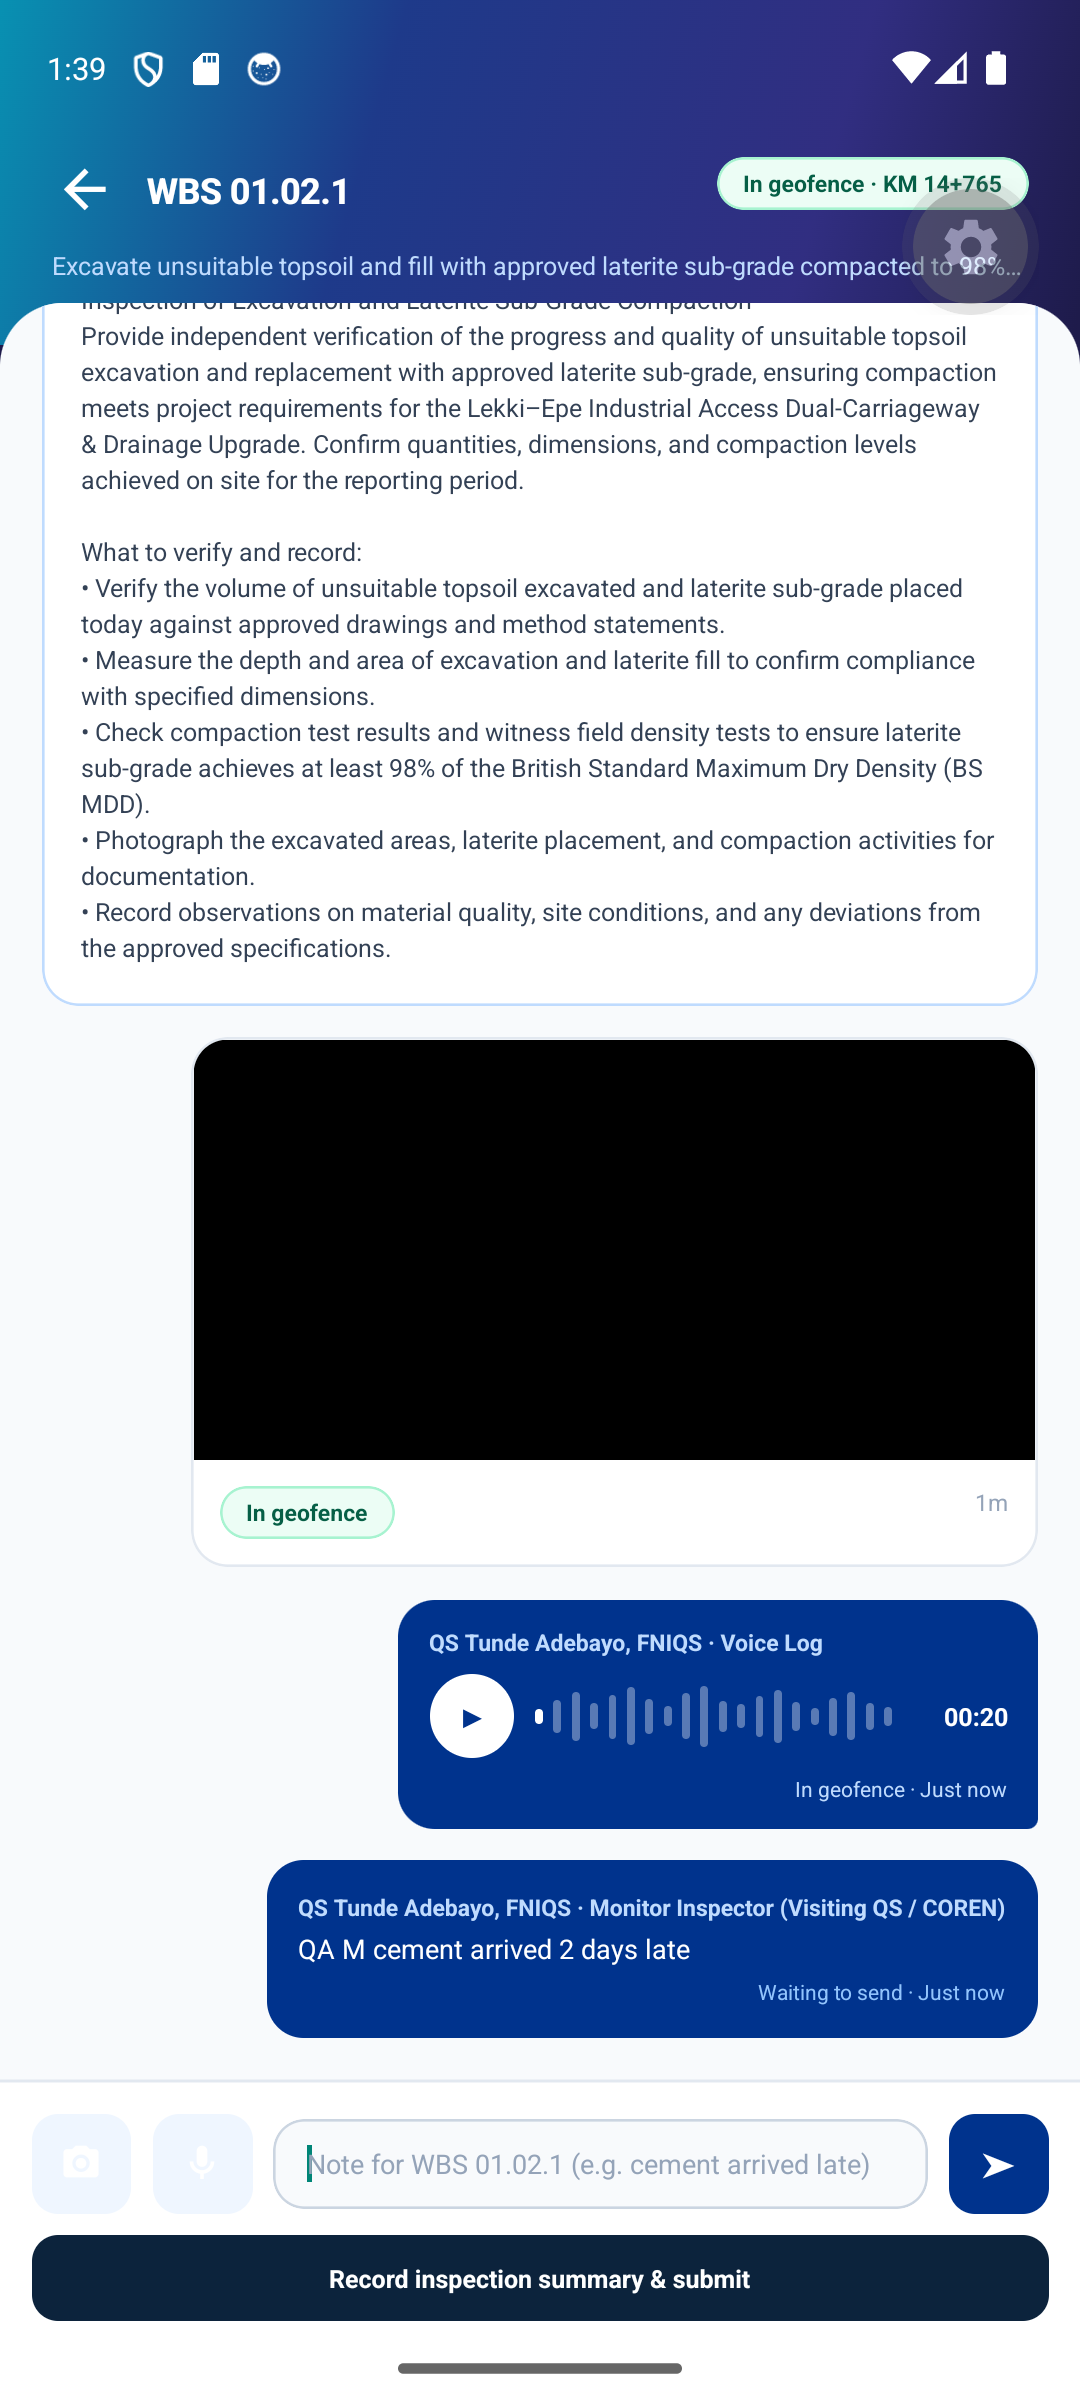 1:39
WBS 01.02.1
In geofence · KM 14+765
Excavate unsuitable topsoil and fill with approved laterite sub-grade compacted to 98%...
Inspection of Excavation and Laterite Sub-Grade Compaction
Provide independent verification of the progress and quality of unsuitable topsoil
excavation and replacement with approved laterite sub-grade, ensuring compaction
meets project requirements for the Lekki–Epe Industrial Access Dual-Carriageway
& Drainage Upgrade. Confirm quantities, dimensions, and compaction levels
achieved on site for the reporting period.
What to verify and record:
• Verify the volume of unsuitable topsoil excavated and laterite sub-grade placed
today against approved drawings and method statements.
• Measure the depth and area of excavation and laterite fill to confirm compliance
with specified dimensions.
• Check compaction test results and witness field density tests to ensure laterite
sub-grade achieves at least 98% of the British Standard Maximum Dry Density (BS
MDD).
• Photograph the excavated areas, laterite placement, and compaction activities for
documentation.
• Record observations on material quality, site conditions, and any deviations from
the approved specifications.
In geofence
1m
QS Tunde Adebayo, FNIQS · Voice Log
00:20
In geofence · Just now
QS Tunde Adebayo, FNIQS · Monitor Inspector (Visiting QS / COREN)
QA M cement arrived 2 days late
Waiting to send · Just now
Note for WBS 01.02.1 (e.g. cement arrived late)
Record inspection summary & submit